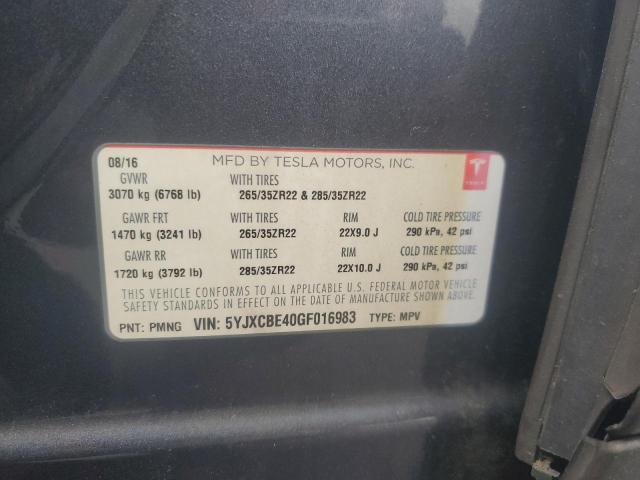 08/16 MFD BY TESLA MOTORS, INC.
GVWR WITH TIRES
3070 kg (6768 lb) 265/35ZR22 & 285/35ZR22
GAWR FRT WITH TIRES RIM COLD TIRE PRESSURE
1470 kg (3241 lb) 265/35ZR22 22X9.0 J 290 kPa, 42 psi
GAWR RR WITH TIRES RIM COLD TIRE PRESSURE
1720 kg (3792 lb) 285/35ZR22 22X10.0 J 290 kPa, 42 psi
THIS VEHICLE CONFORMS TO ALL APPLICABLE U.S. FEDERAL MOTOR VEHICLE
SAFETY STANDARDS IN EFFECT ON THE DATE OF MANUFACTURE SHOWN ABOVE.
PNT: PMNG VIN: 5YJXCBE40GF016983 TYPE: MPV
TESLA